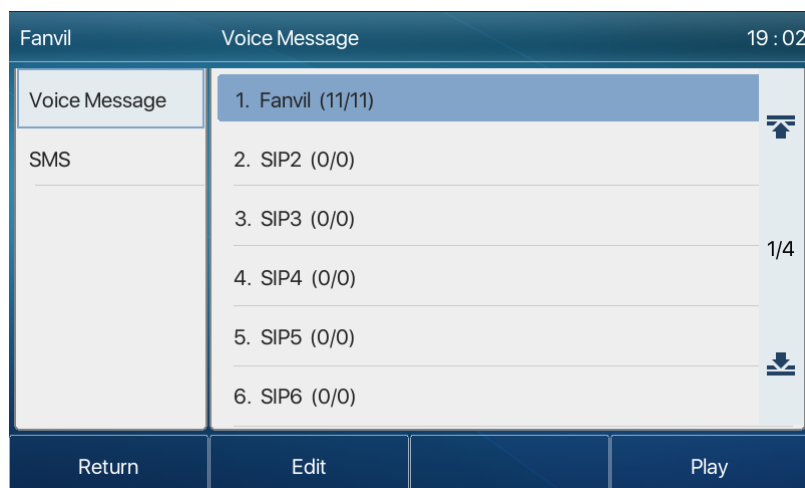 Fanvil Voice Message 19 : 02
Voice Message
SMS
1. Fanvil (11/11)
2. SIP2 (0/0)
3. SIP3 (0/0)
4. SIP4 (0/0)
5. SIP5 (0/0)
6. SIP6 (0/0)
1/4
Return Edit Play